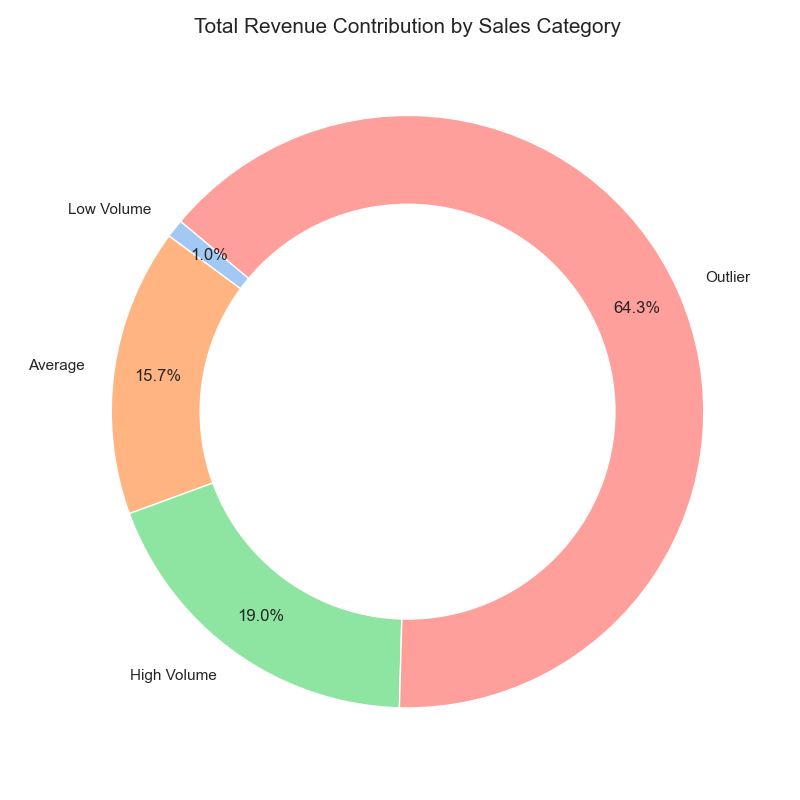 Total Revenue Contribution by Sales Category
Low Volume
1.0%
Outlier
64.3%
Average
15.7%
19.0%
High Volume